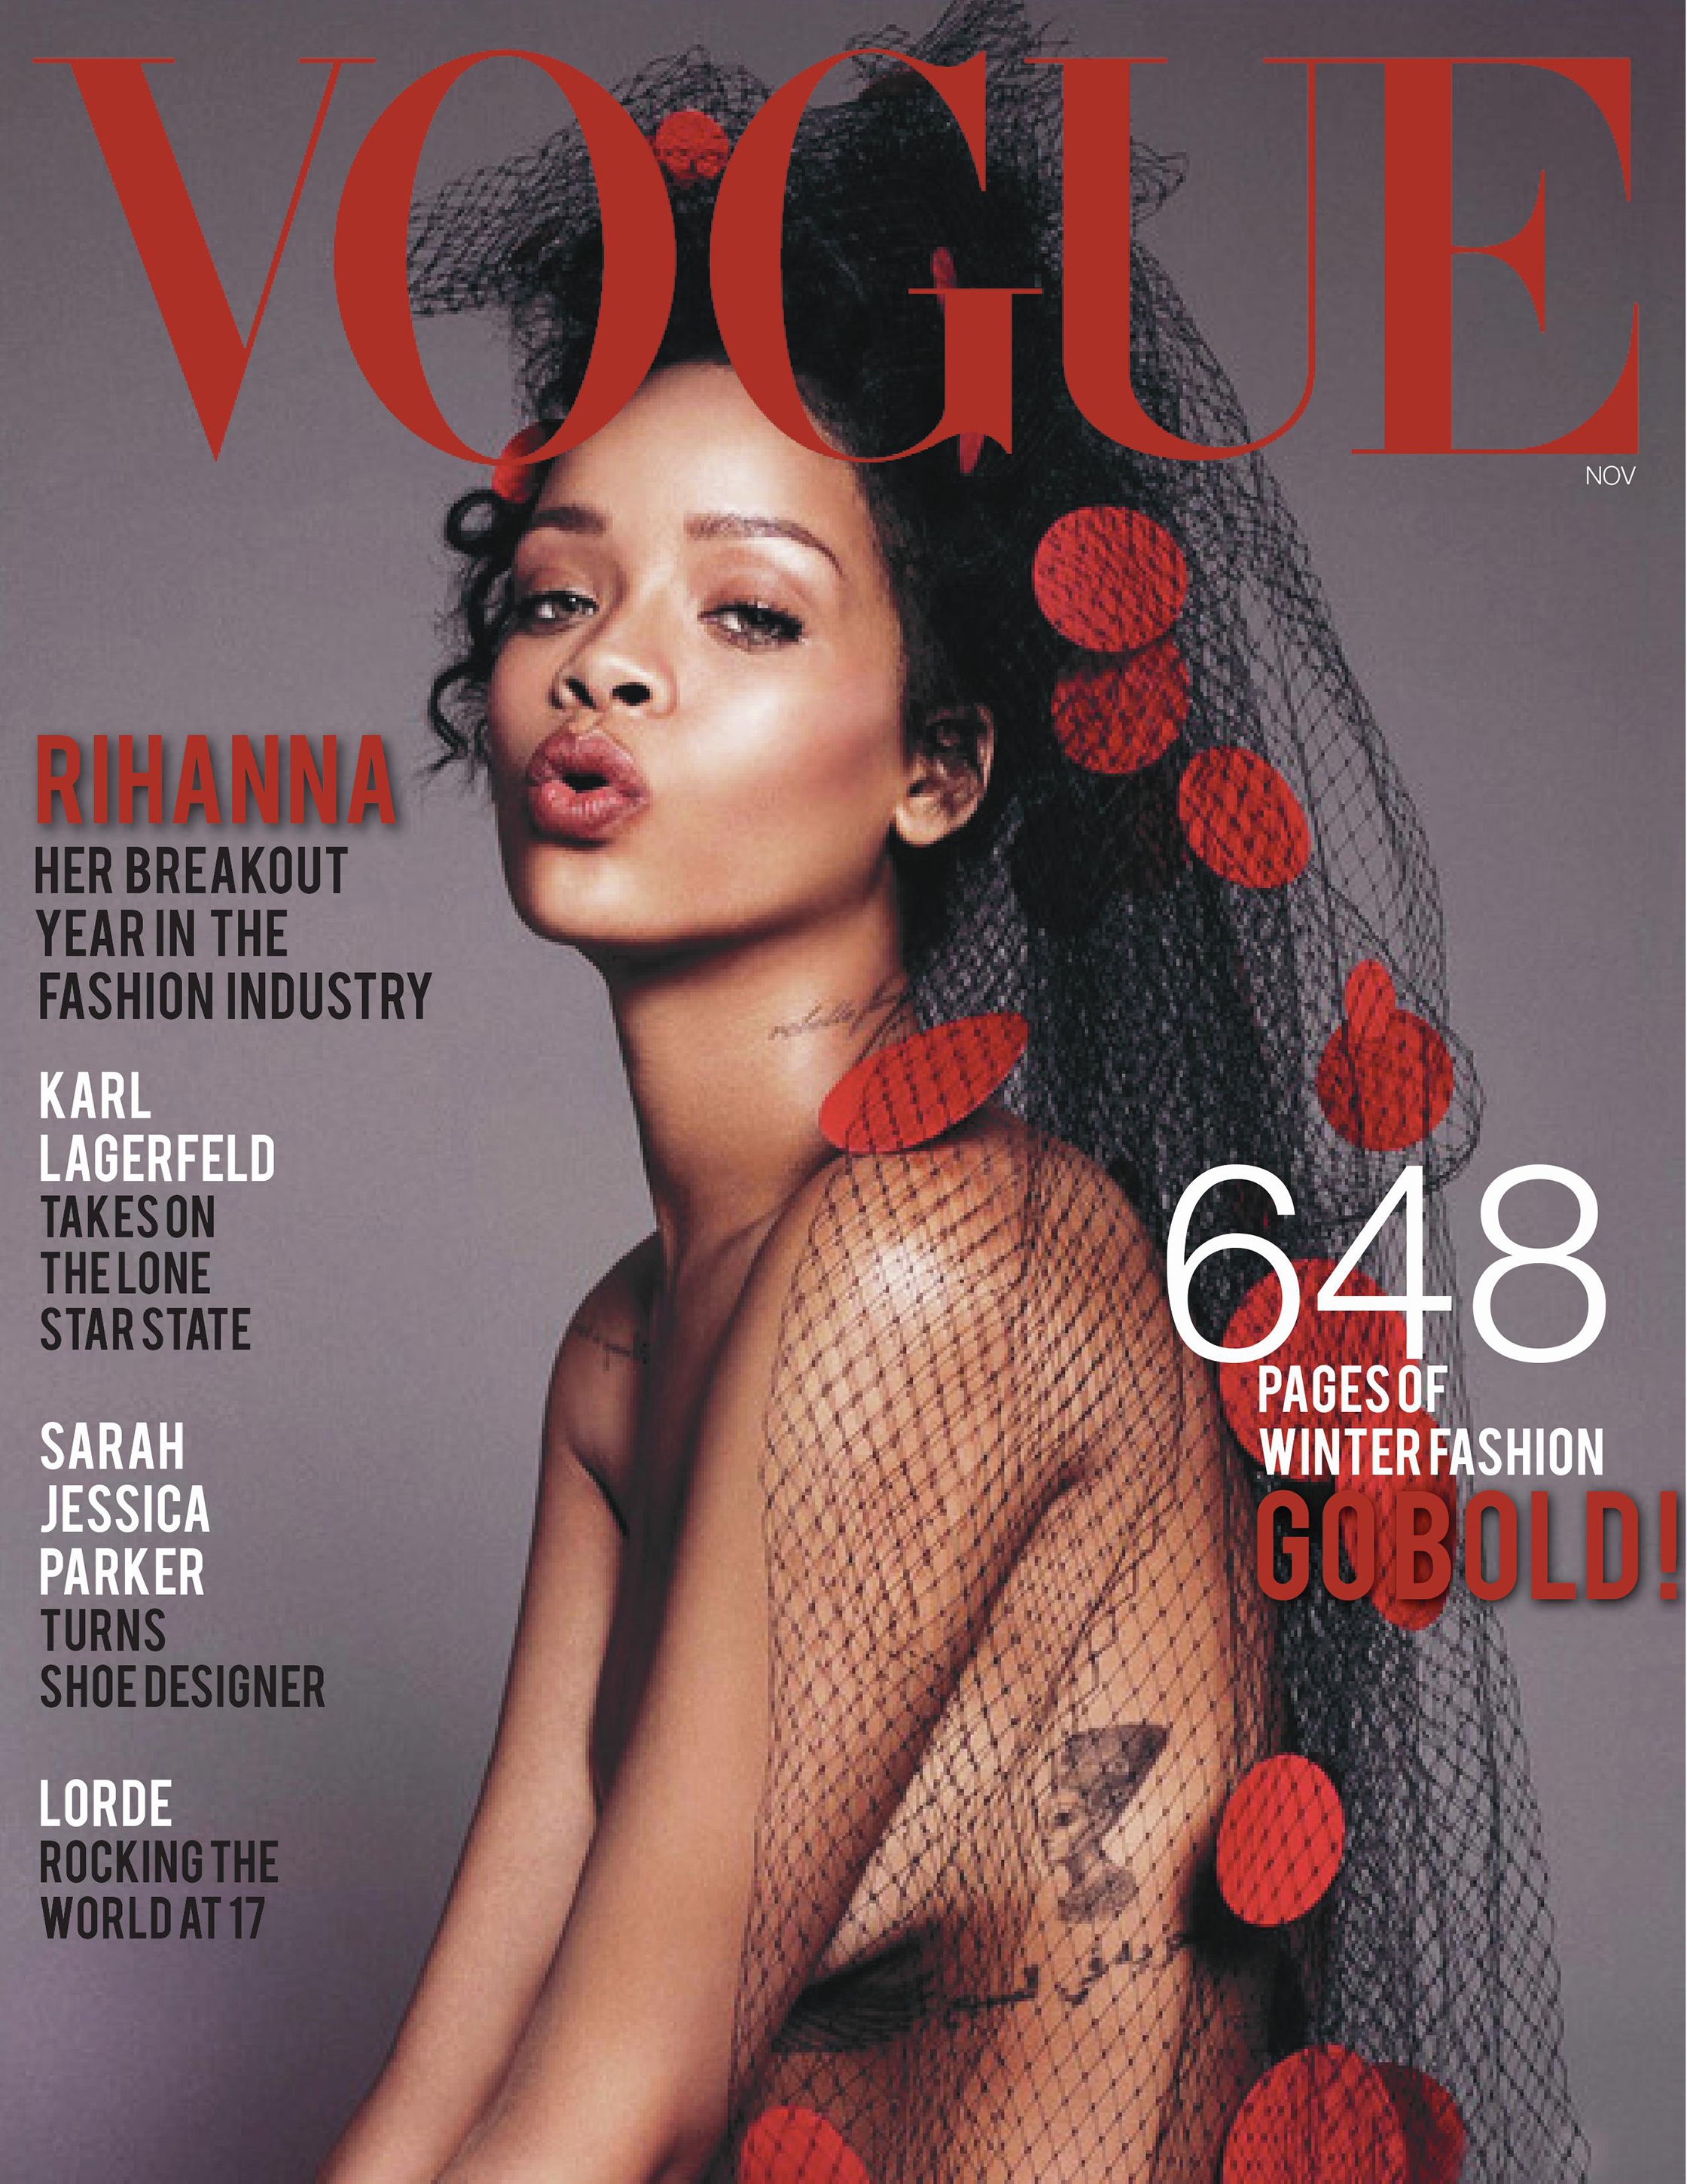 VOGUE
NOV
RIHANNA
HER BREAKOUT
YEAR IN THE
FASHION INDUSTRY
KARL
LAGERFELD
TAKES ON
THE LONE
STAR STATE
SARAH
JESSICA
PARKER
TURNS
SHOE DESIGNER
LORDE
ROCKING THE
WORLD AT 17
648
PAGES OF
WINTER FASHION
GO BOLD!